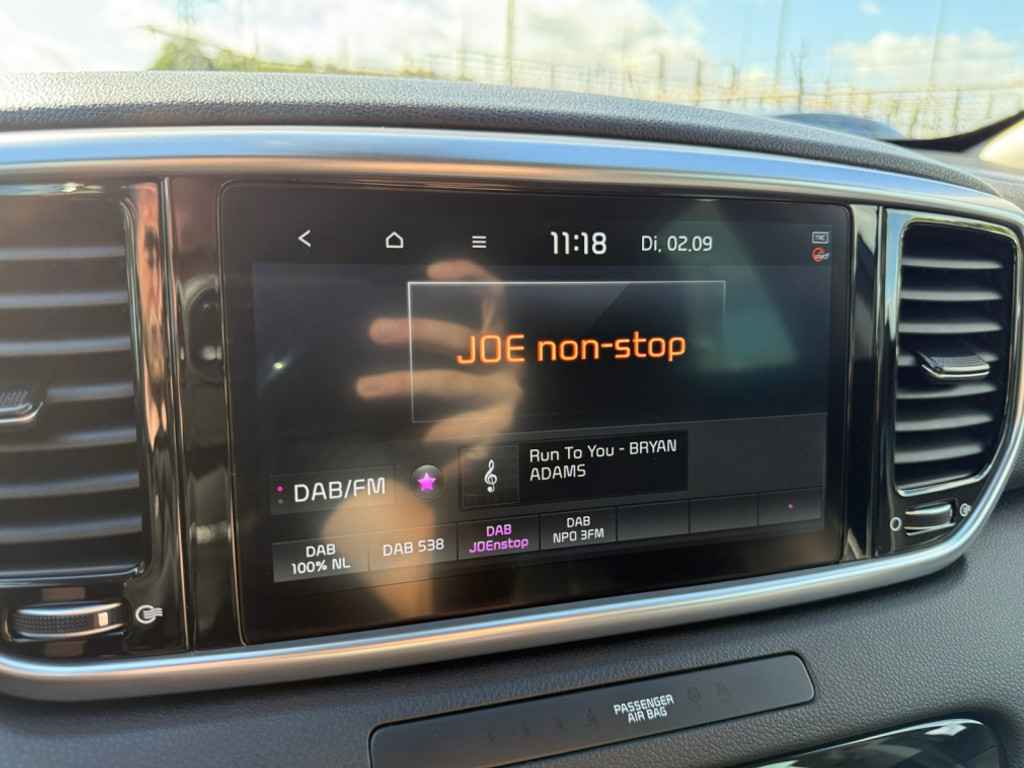 11:18 Di, 02.09
TMC
JOE non-stop
Run To You - BRYAN
ADAMS
DAB/FM
DAB
100% NL
DAB 538
DAB
JOEnstop
DAB
NPO 3FM
PASSENGER
AIR BAG